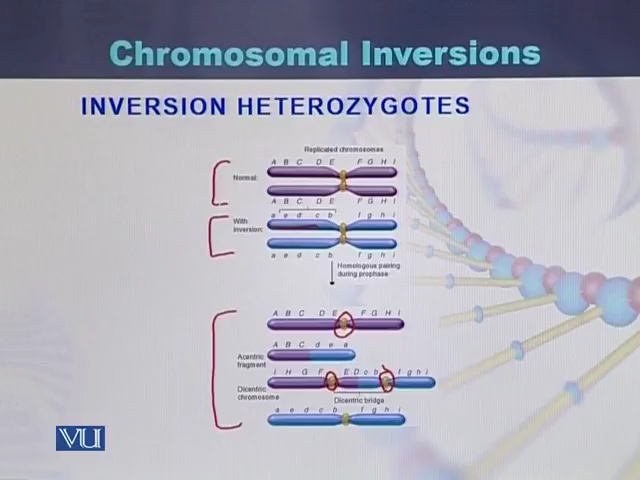 Chromosomal Inversions
INVERSION HETEROZYGOTES
Replicated chromosomes
A B C D E F G H I
Normal:
A B C D E F G H I
With inversion:
a e d c b f g h i
a e d c b f g h i
Homologous pairing
during prophase
A B C D E F G H I
A B C d e a
Acentric
fragment
I H G F E D c b f g h i
Dicentric
chromosome
Dicentric bridge
a e d c b f g h i
VU